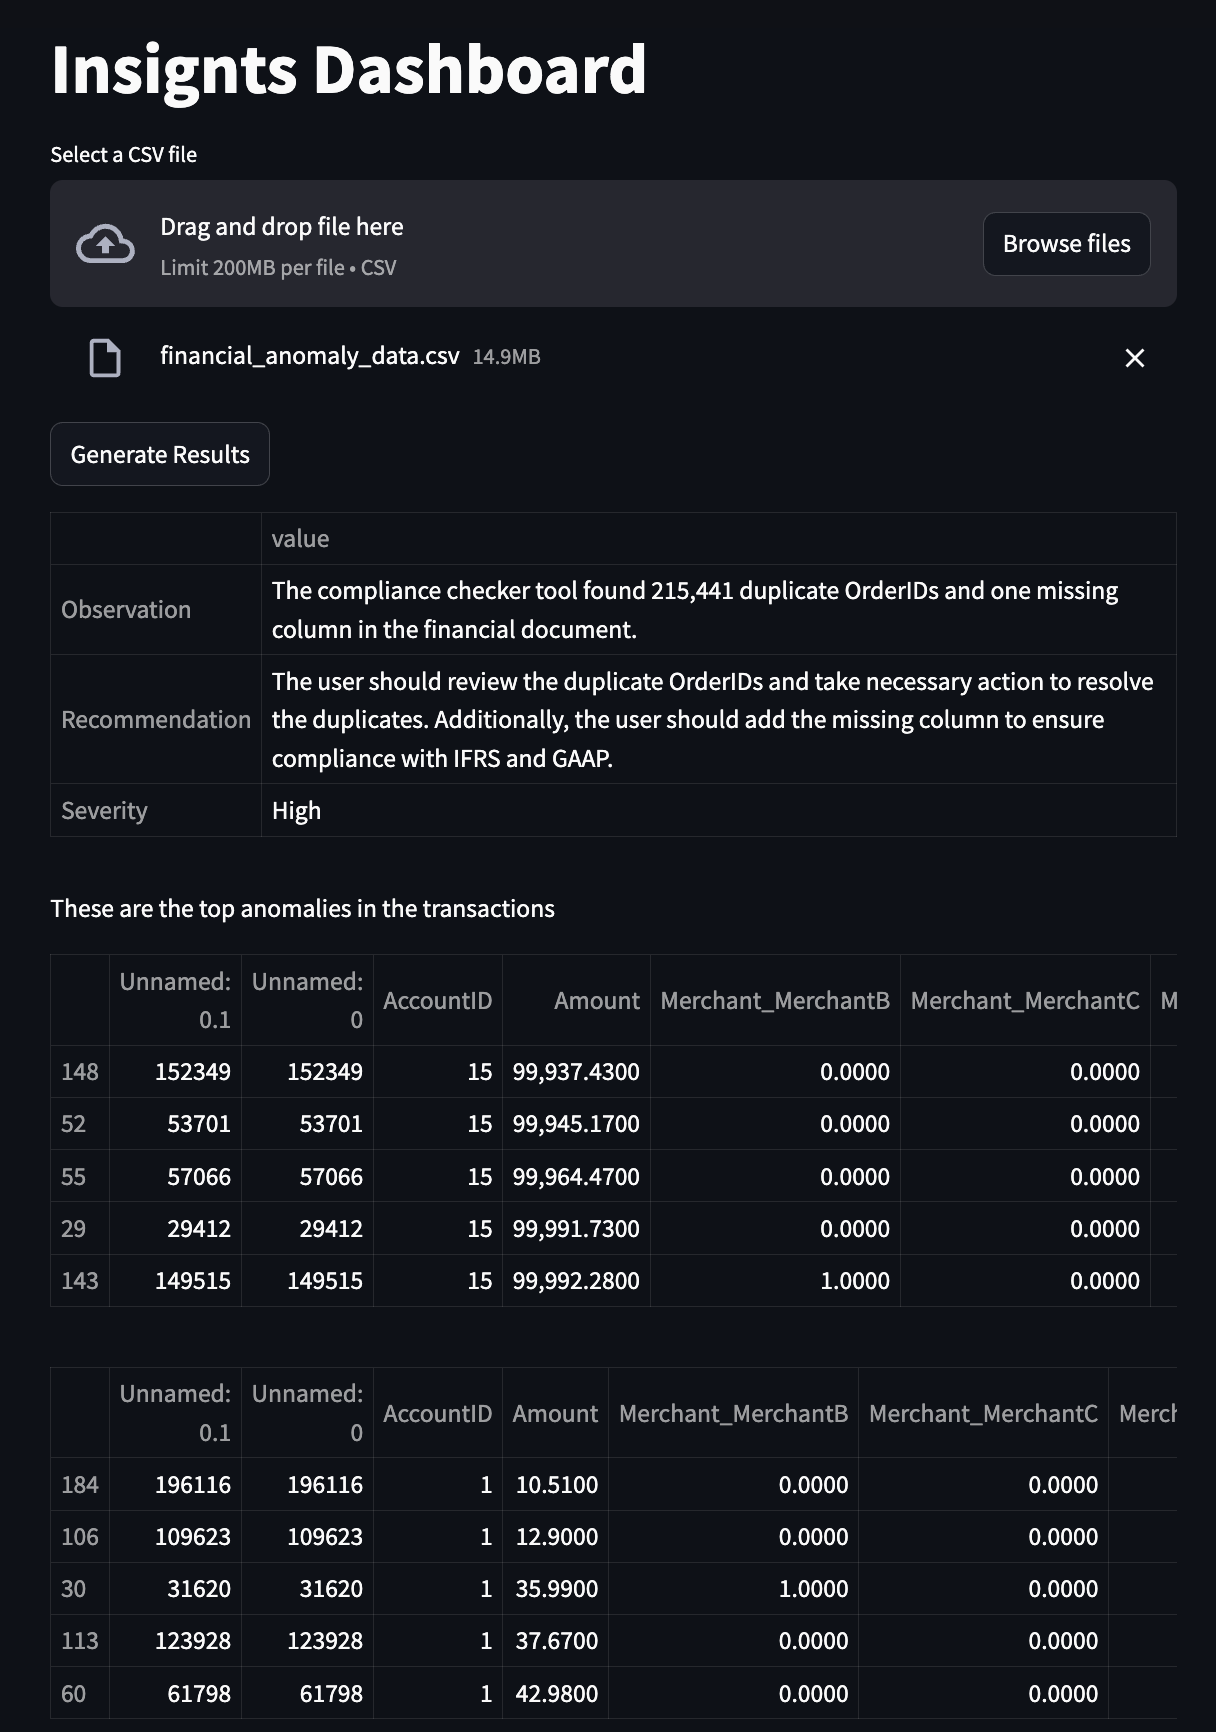 Insignts Dashboard
Select a CSV file
Drag and drop file here
Limit 200MB per file • CSV
Browse files
financial_anomaly_data.csv 14.9MB
Generate Results
value
Observation
The compliance checker tool found 215,441 duplicate OrderIDs and one missing
column in the financial document.
Recommendation
The user should review the duplicate OrderIDs and take necessary action to resolve
the duplicates. Additionally, the user should add the missing column to ensure
compliance with IFRS and GAAP.
Severity High
These are the top anomalies in the transactions
Unnamed: 0.1 Unnamed: 0 AccountID Amount Merchant_MerchantB Merchant_MerchantC M
148 152349 152349 15 99,937.4300 0.0000 0.0000
52 53701 53701 15 99,945.1700 0.0000 0.0000
55 57066 57066 15 99,964.4700 0.0000 0.0000
29 29412 29412 15 99,991.7300 0.0000 0.0000
143 149515 149515 15 99,992.2800 1.0000 0.0000
Unnamed: 0.1 Unnamed: 0 AccountID Amount Merchant_MerchantB Merchant_MerchantC Merch
184 196116 196116 1 10.5100 0.0000 0.0000
106 109623 109623 1 12.9000 0.0000 0.0000
30 31620 31620 1 35.9900 1.0000 0.0000
113 123928 123928 1 37.6700 0.0000 0.0000
60 61798 61798 1 42.9800 0.0000 0.0000